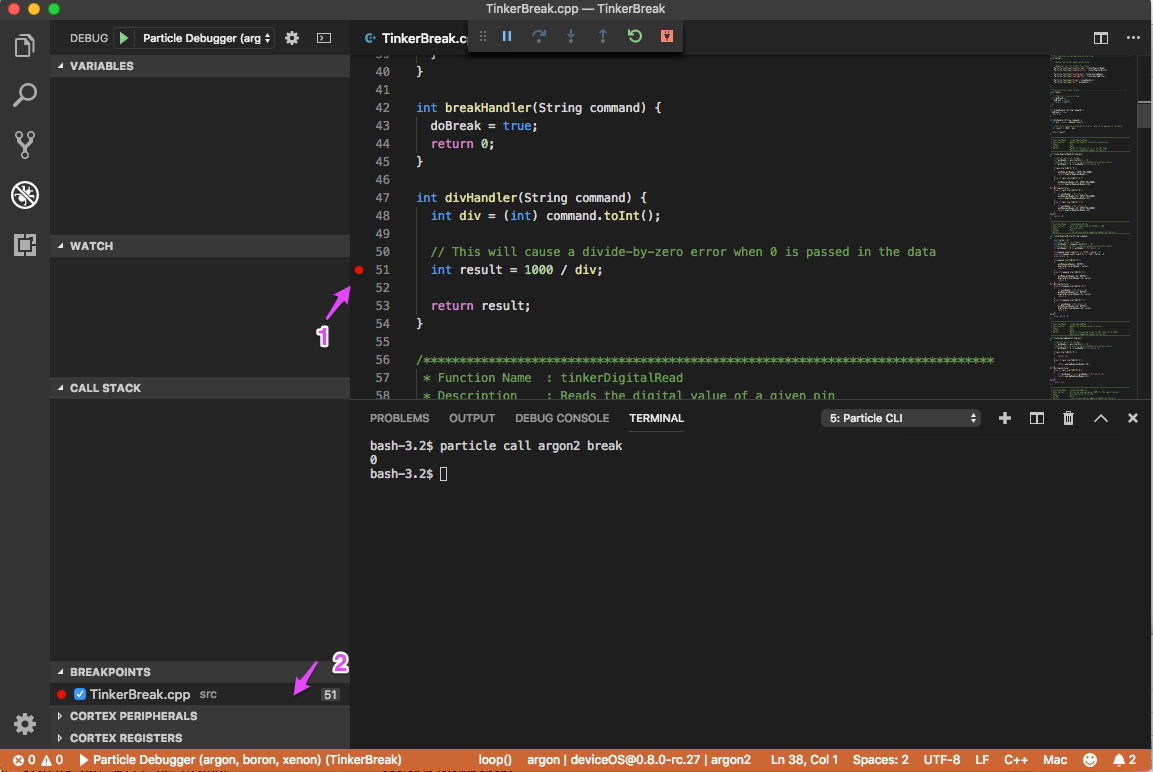 TinkerBreak.cpp — TinkerBreak
DEBUG
Particle Debugger (arg
TinkerBreak.c
VARIABLES
WATCH
CALL STACK
39 }
40 }
41
42 int breakHandler(String command) {
43 doBreak = true;
44 return 0;
45 }
46
47 int divHandler(String command) {
48 int div = (int) command.toInt();
49
50 // This will cause a divide-by-zero error when 0 is passed in the data
51 int result = 1000 / div;
52
53 return result;
54 }
55
56 /*******************************************************************************
57 * Function Name : tinkerDigitalRead
58 * Description : Reads the digital value of a given pin
1
PROBLEMS OUTPUT DEBUG CONSOLE TERMINAL
5: Particle CLI
bash-3.2$ particle call argon2 break
0
bash-3.2$
BREAKPOINTS
2
TinkerBreak.cpp src 51
CORTEX PERIPHERALS
CORTEX REGISTERS
0 0 Particle Debugger (argon, boron, xenon) (TinkerBreak) loop() argon | deviceOS@0.8.0-rc.27 | argon2 Ln 38, Col 1 Spaces: 2 UTF-8 LF C++ Mac 2